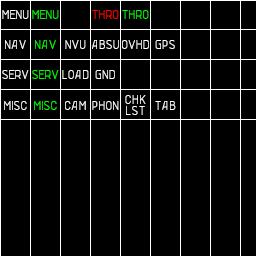 MENU MENU THRO THRO
NAV NAV NVU ABSU OVHD GPS
SERV SERV LOAD GND
MISC MISC CAM PHON CHK LST TAB